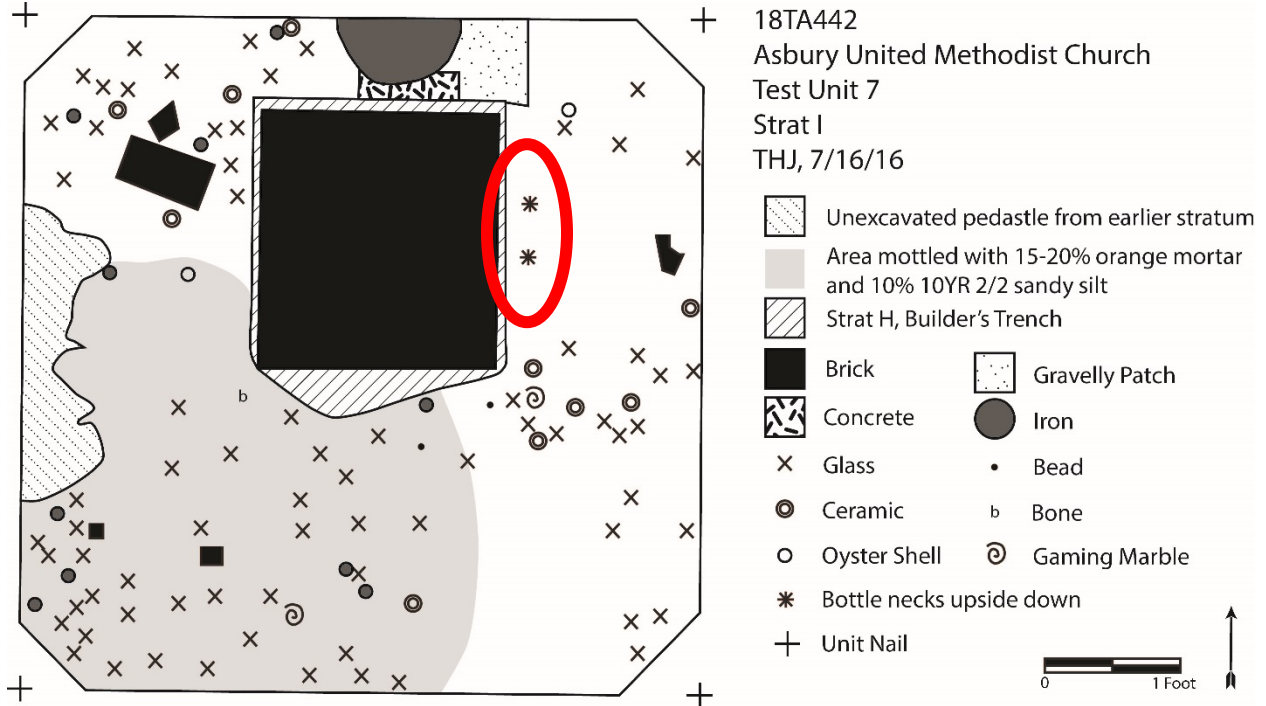 18TA442
Asbury United Methodist Church
Test Unit 7
Strat I
THJ, 7/16/16
Unexcavated pedastle from earlier stratum
Area mottled with 15-20% orange mortar
and 10% 10YR 2/2 sandy silt
Strat H, Builder's Trench
Brick
Gravelly Patch
Concrete
Iron
Glass
Bead
Ceramic
b
Bone
Oyster Shell
Gaming Marble
Bottle necks upside down
Unit Nail
0
1 Foot
b